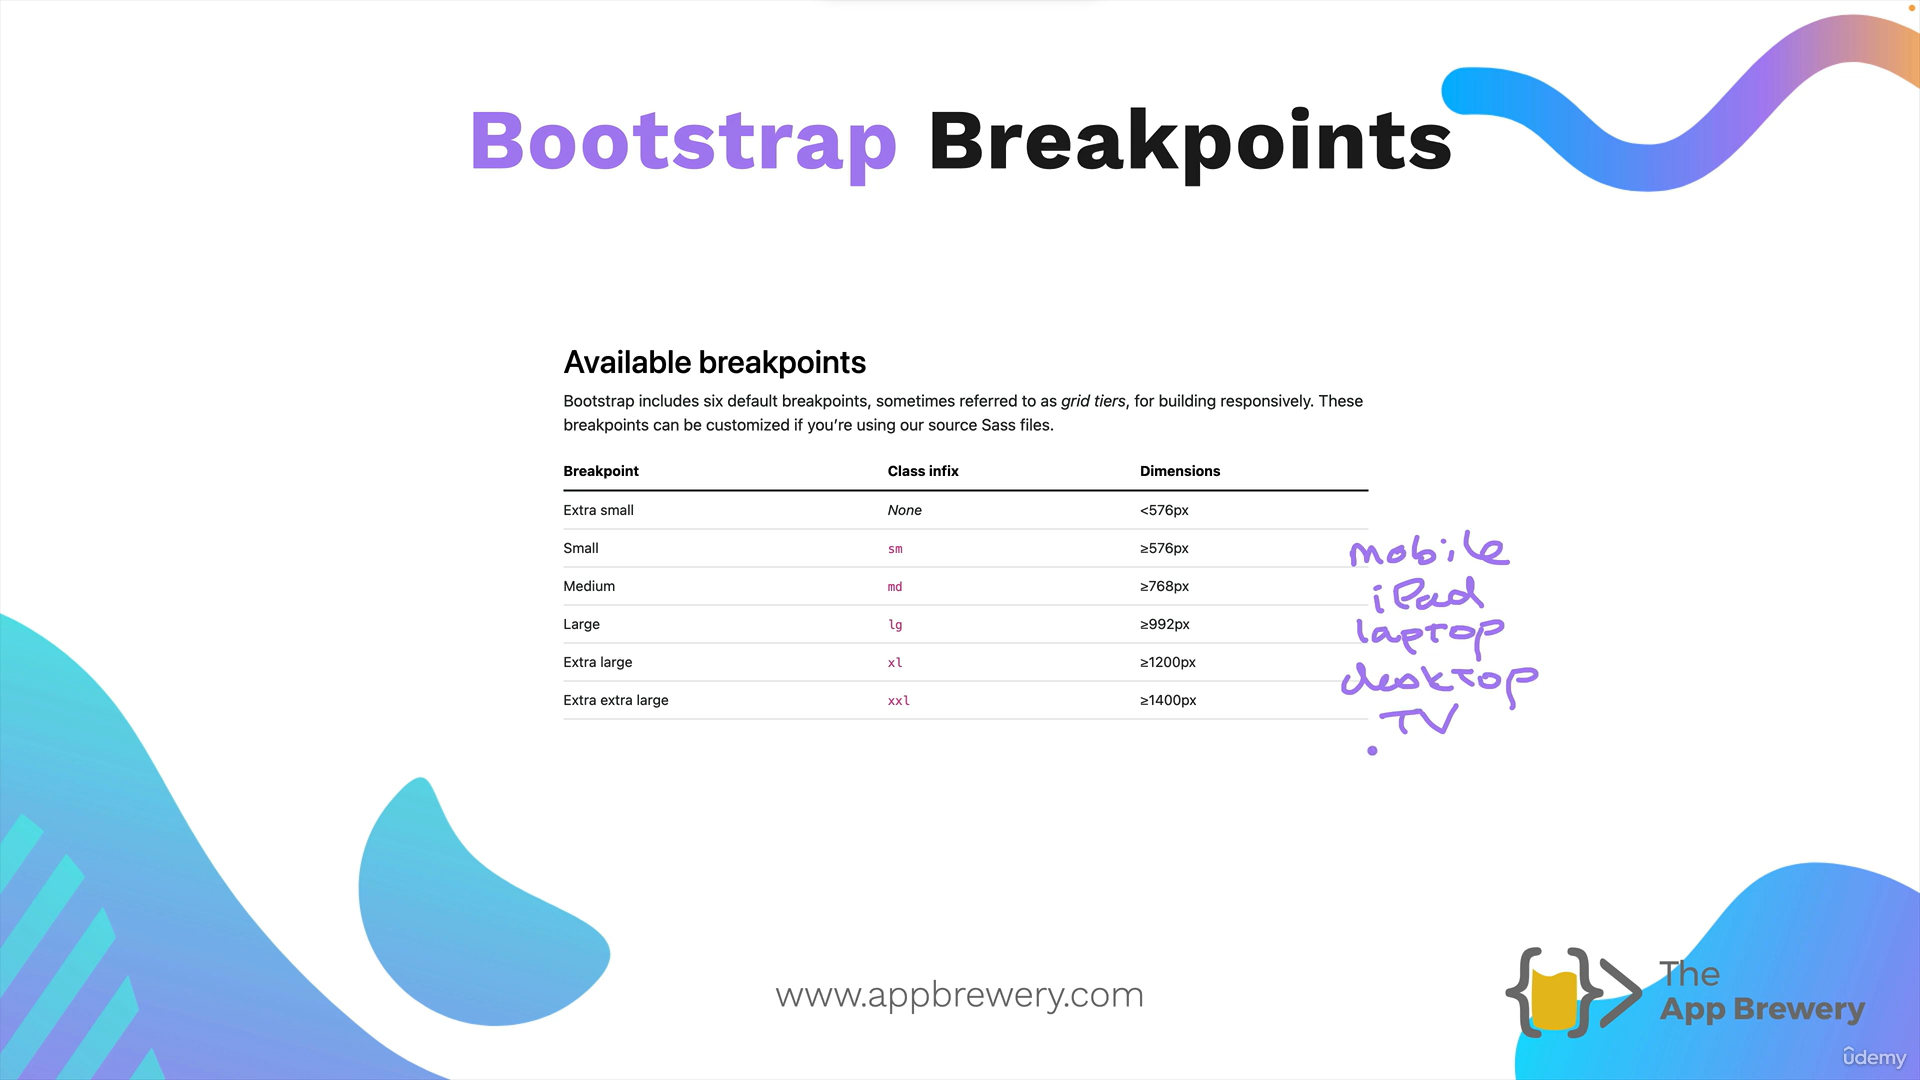 Bootstrap Breakpoints
Available breakpoints
Bootstrap includes six default breakpoints, sometimes referred to as grid tiers, for building responsively. These
breakpoints can be customized if you’re using our source Sass files.
Breakpoint Class infix Dimensions
Extra small None <576px
Small sm ≥576px mobile
Medium md ≥768px iPad
Large lg ≥992px laptop
Extra large xl ≥1200px desktop
Extra extra large xxl ≥1400px TV
www.appbrewery.com
The
App Brewery
ûdemy